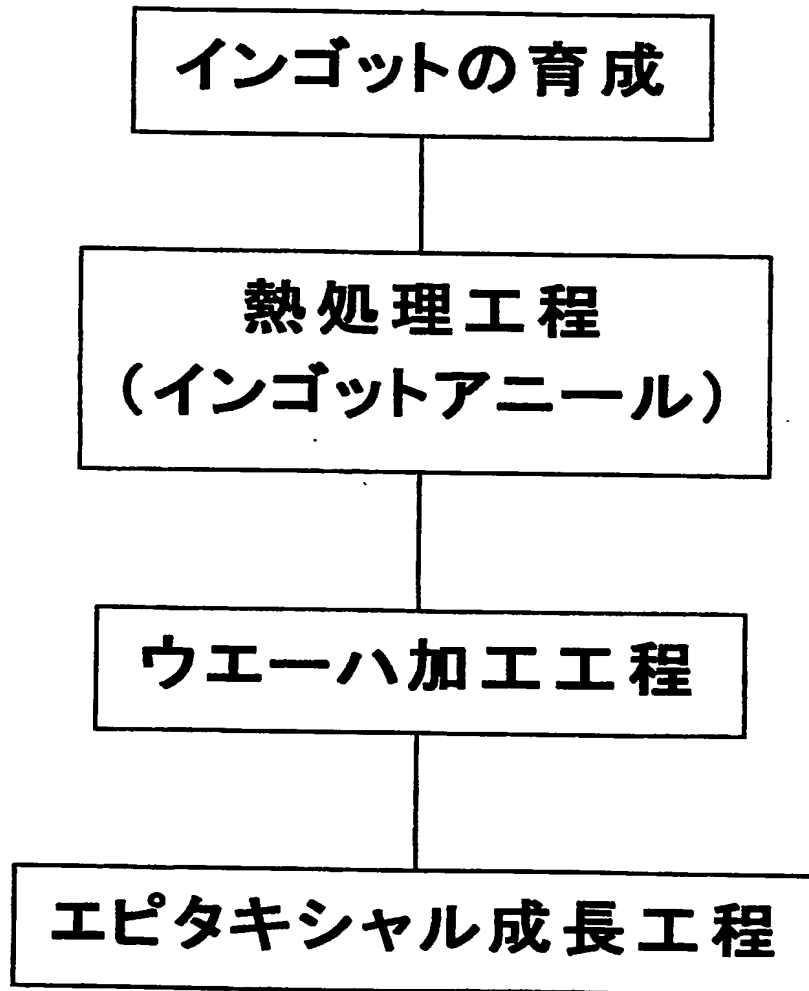 インゴットの育成
熱処理工程
(インゴットアニール)
ウエーハ加工工程
エピタキシャル成長工程